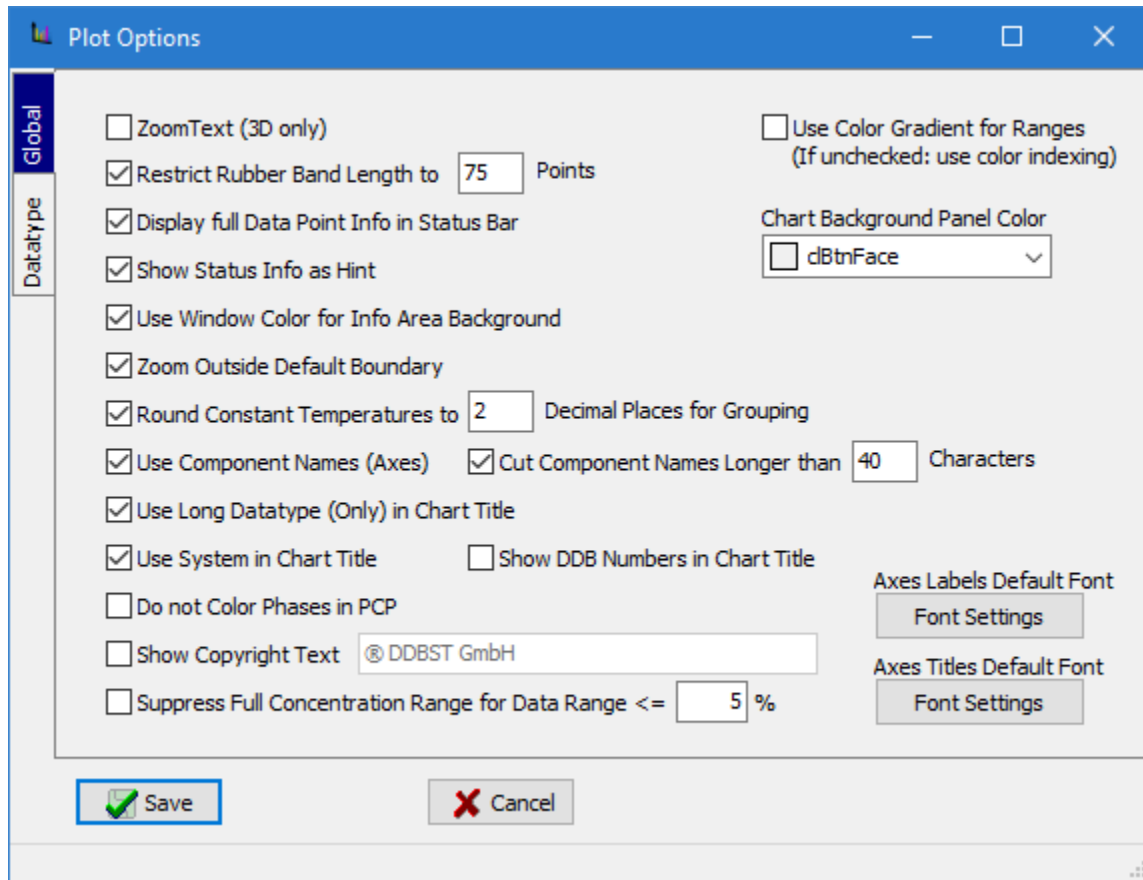 Plot Options
Global
Datatype
ZoomText (3D only)
Use Color Gradient for Ranges
(If unchecked: use color indexing)
Restrict Rubber Band Length to 75 Points
Display full Data Point Info in Status Bar
Chart Background Panel Color
clBtnFace
Show Status Info as Hint
Use Window Color for Info Area Background
Zoom Outside Default Boundary
Round Constant Temperatures to 2 Decimal Places for Grouping
Use Component Names (Axes) Cut Component Names Longer than 40 Characters
Use Long Datatype (Only) in Chart Title
Use System in Chart Title Show DDB Numbers in Chart Title
Axes Labels Default Font
Font Settings
Do not Color Phases in PCP
Show Copyright Text ® DDBST GmbH
Axes Titles Default Font
Font Settings
Suppress Full Concentration Range for Data Range <= 5 %
Save Cancel